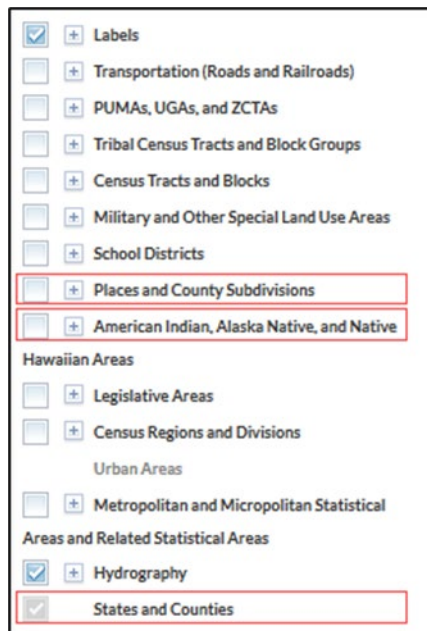 Labels
Transportation (Roads and Railroads)
PUMAs, UGAs, and ZCTAs
Tribal Census Tracts and Block Groups
Census Tracts and Blocks
Military and Other Special Land Use Areas
School Districts
Places and County Subdivisions
American Indian, Alaska Native, and Native
Hawaiian Areas
Legislative Areas
Census Regions and Divisions
Urban Areas
Metropolitan and Micropolitan Statistical
Areas and Related Statistical Areas
Hydrography
States and Counties